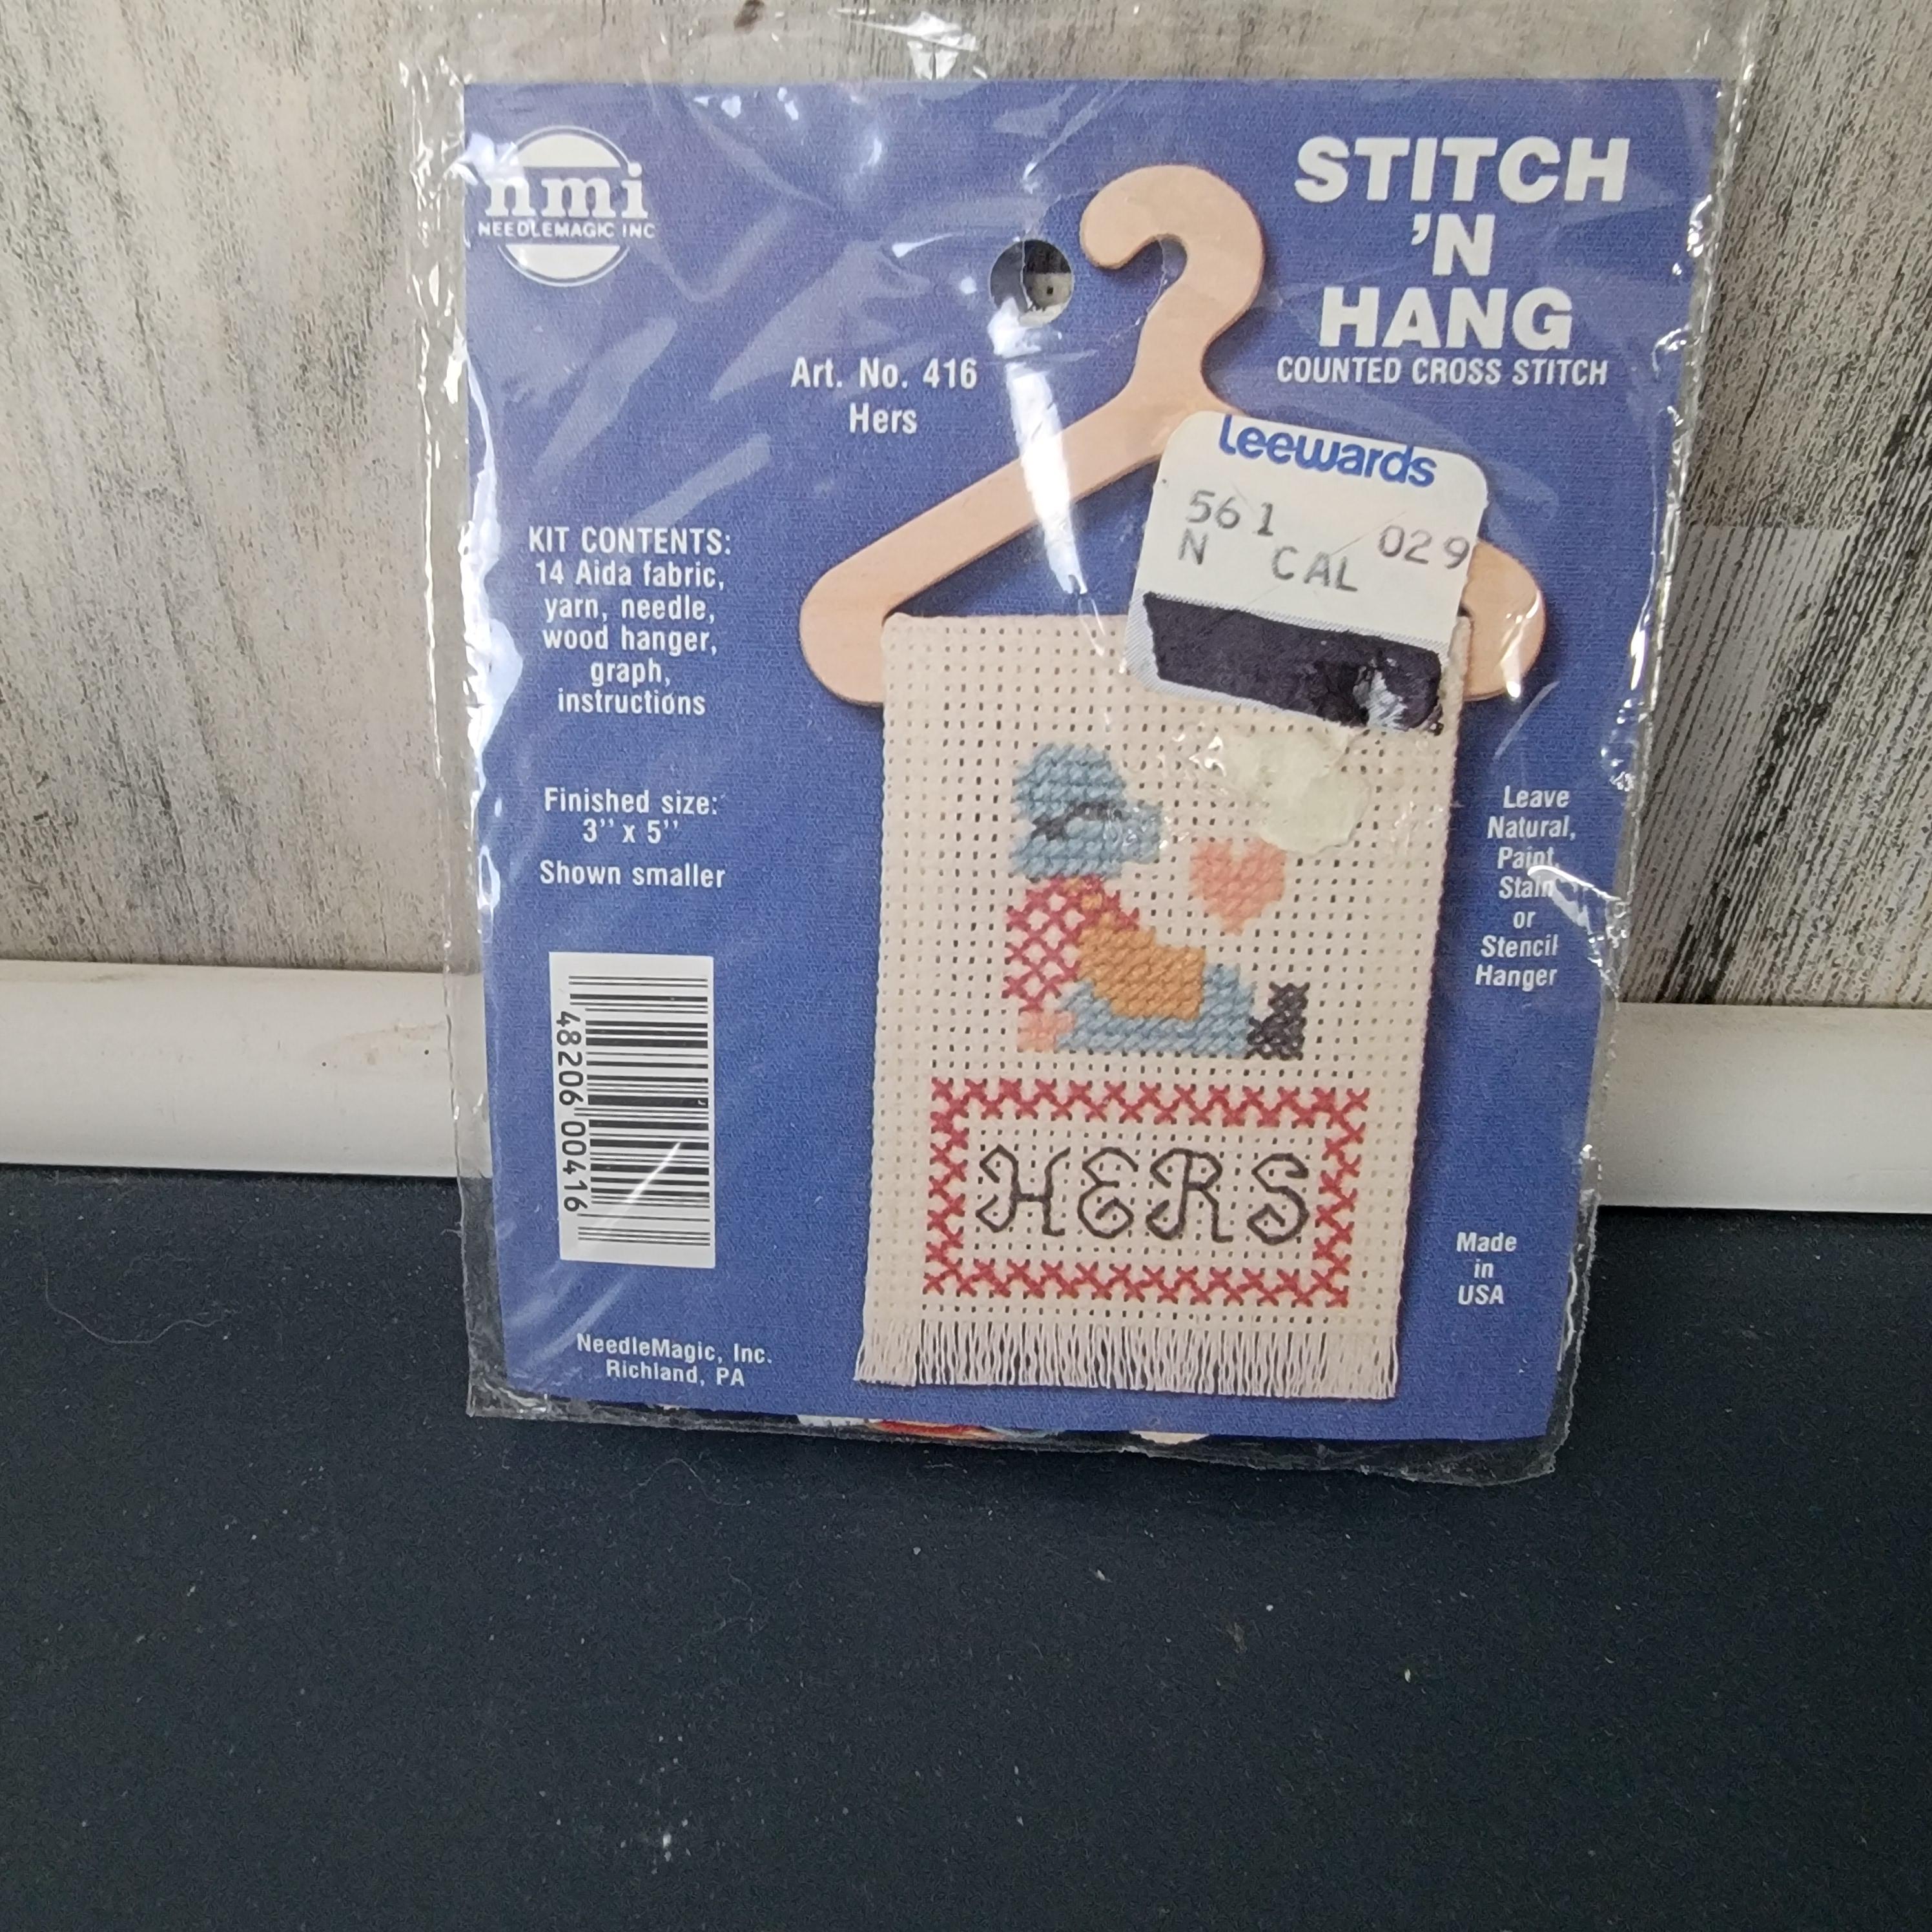 nmi
NEEDLEMAGIC INC
STITCH
'N
HANG
COUNTED CROSS STITCH
Art. No. 416
Hers
Leewards
561 029
N CAL
KIT CONTENTS:
14 Aida fabric,
yarn, needle,
wood hanger,
graph,
instructions
Finished size:
3" x 5"
Shown smaller
Leave
Natural,
Paint,
Stain
or
Stencil
Hanger
48206 00416
HERS
Made
in
USA
NeedleMagic, Inc.
Richland, PA